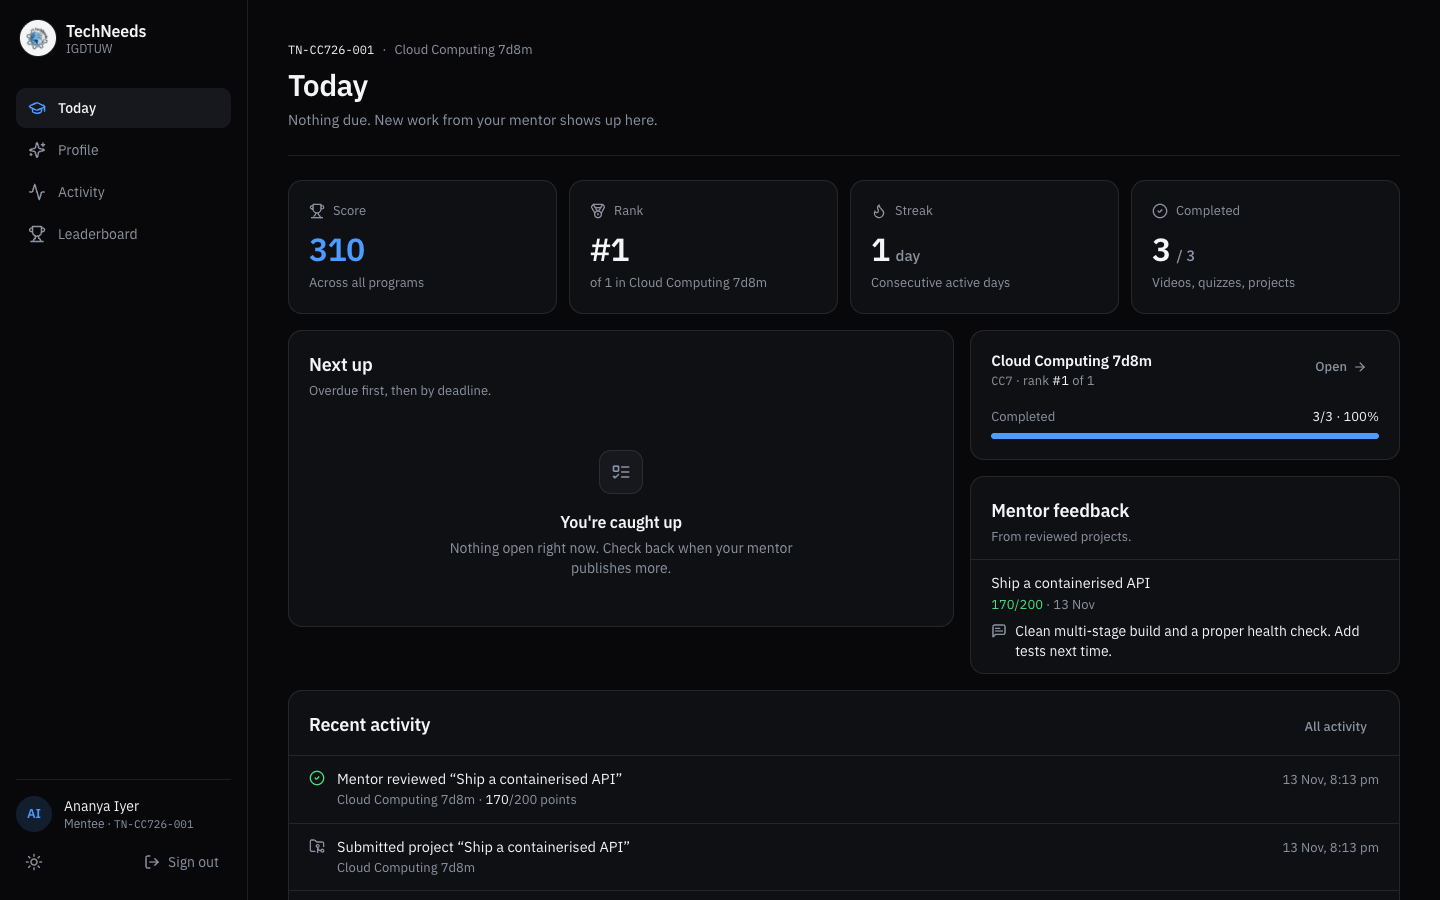 TechNeeds
IGDTUW
Today
Profile
Activity
Leaderboard
AI
Ananya Iyer
Mentee · TN-CC726-001
Sign out
TN-CC726-001 · Cloud Computing 7d8m
Today
Nothing due. New work from your mentor shows up here.
Score
310
Across all programs
Rank
#1
of 1 in Cloud Computing 7d8m
Streak
1 day
Consecutive active days
Completed
3 / 3
Videos, quizzes, projects
Next up
Overdue first, then by deadline.
You're caught up
Nothing open right now. Check back when your mentor
publishes more.
Cloud Computing 7d8m
CC7 · rank #1 of 1
Open →
Completed
3/3 · 100%
Mentor feedback
From reviewed projects.
Ship a containerised API
170/200 · 13 Nov
Clean multi-stage build and a proper health check. Add
tests next time.
Recent activity
All activity
Mentor reviewed “Ship a containerised API”
13 Nov, 8:13 pm
Cloud Computing 7d8m · 170/200 points
Submitted project “Ship a containerised API”
13 Nov, 8:13 pm
Cloud Computing 7d8m